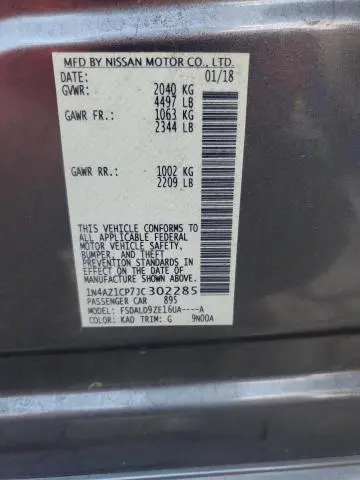 MFD BY NISSAN MOTOR CO., LTD.
DATE: 01/18
GVWR: 2040 KG
4497 LB
GAWR FR.: 1063 KG
2344 LB
GAWR RR.: 1002 KG
2209 LB
THIS VEHICLE CONFORMS TO
ALL APPLICABLE FEDERAL
MOTOR VEHICLE SAFETY,
BUMPER, AND THEFT
PREVENTION STANDARDS IN
EFFECT ON THE DATE OF
MANUFACTURE SHOWN ABOVE.
1N4AZ1CP7JC302285
PASSENGER CAR 895
MODEL: FSDALD9ZE16UA----A
COLOR: KAD TRIM: G 9N00A